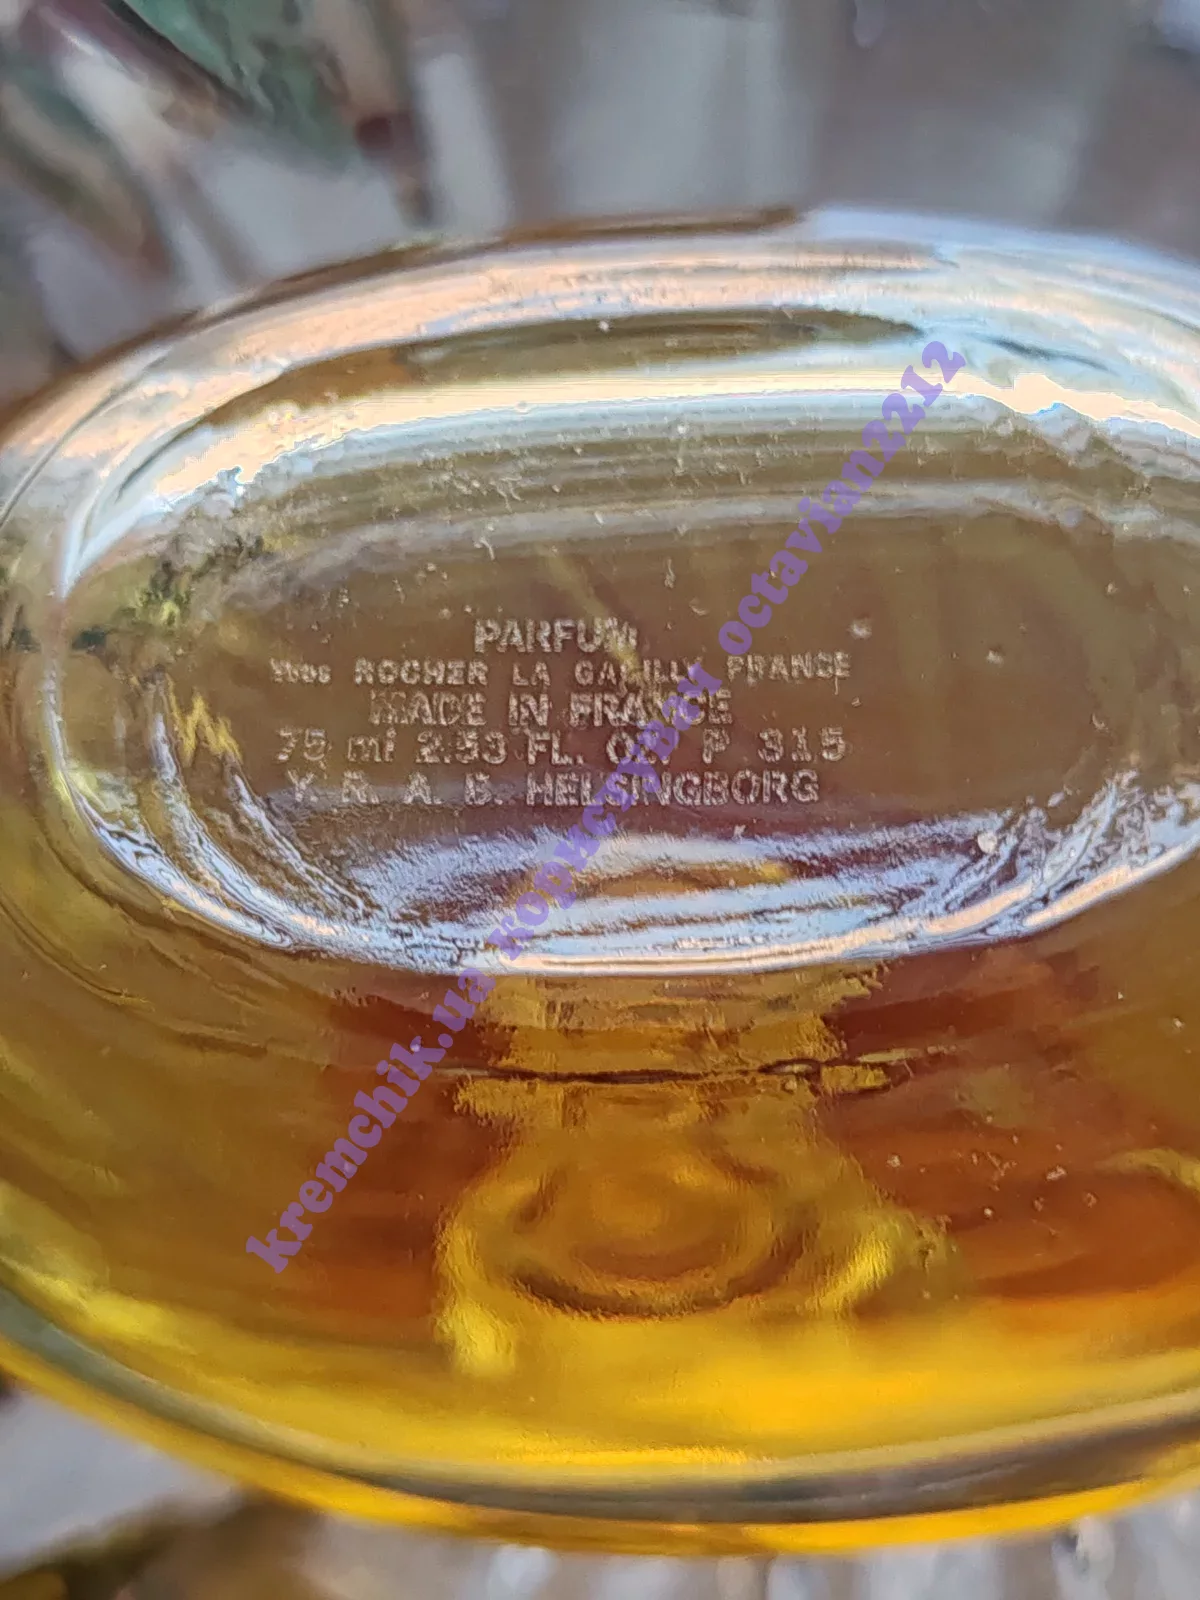 PARFUM
Yves ROCHER LA GACILLY FRANCE
MADE IN FRANCE
75 ml 2.53 FL. OZ. P 315
Y. R. A. B. HELSINGBORG
kremchik.ua користувач octavian2212